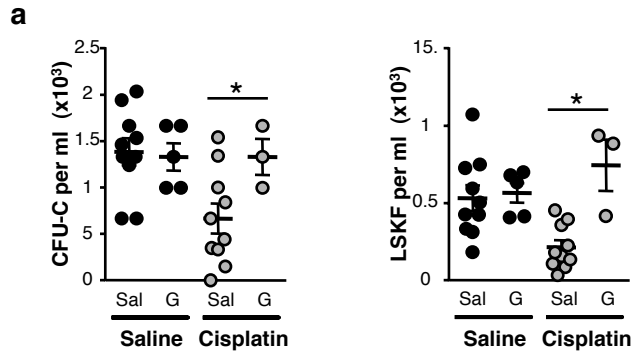 a
2.5
2
1.5
1
5
0
CFU-C per ml (x10³)
*
Sal G Sal G
Saline Cisplatin
15.
1
0.5
0
LSKF per ml (x10³)
*
Sal G Sal G
Saline Cisplatin